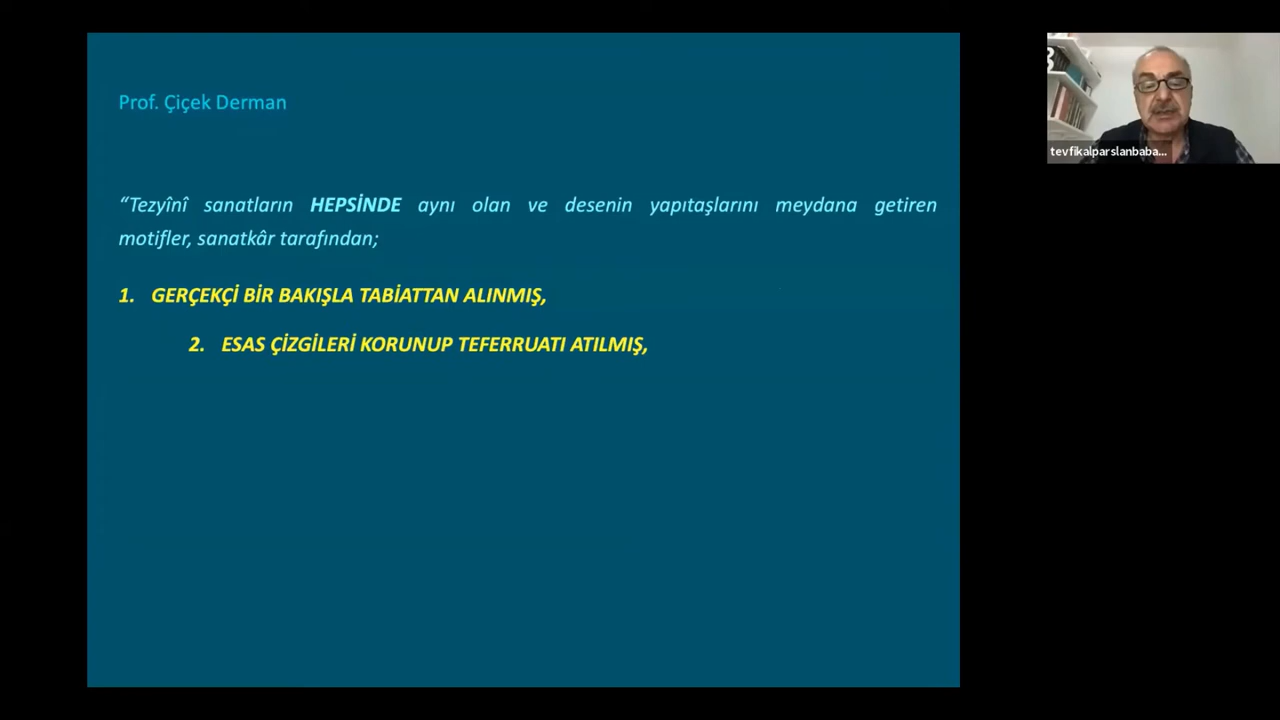 Prof. Çiçek Derman
“Tezyînî sanatların HEPSİNDE aynı olan ve desenin yapıtaşlarını meydana getiren
motifler, sanatkâr tarafından;
1. GERÇEKÇİ BİR BAKIŞLA TABİATTAN ALINMIŞ,
2. ESAS ÇİZGİLERİ KORUNUP TEFERRUATI ATILMIŞ,
tevfikalparslanbaba...